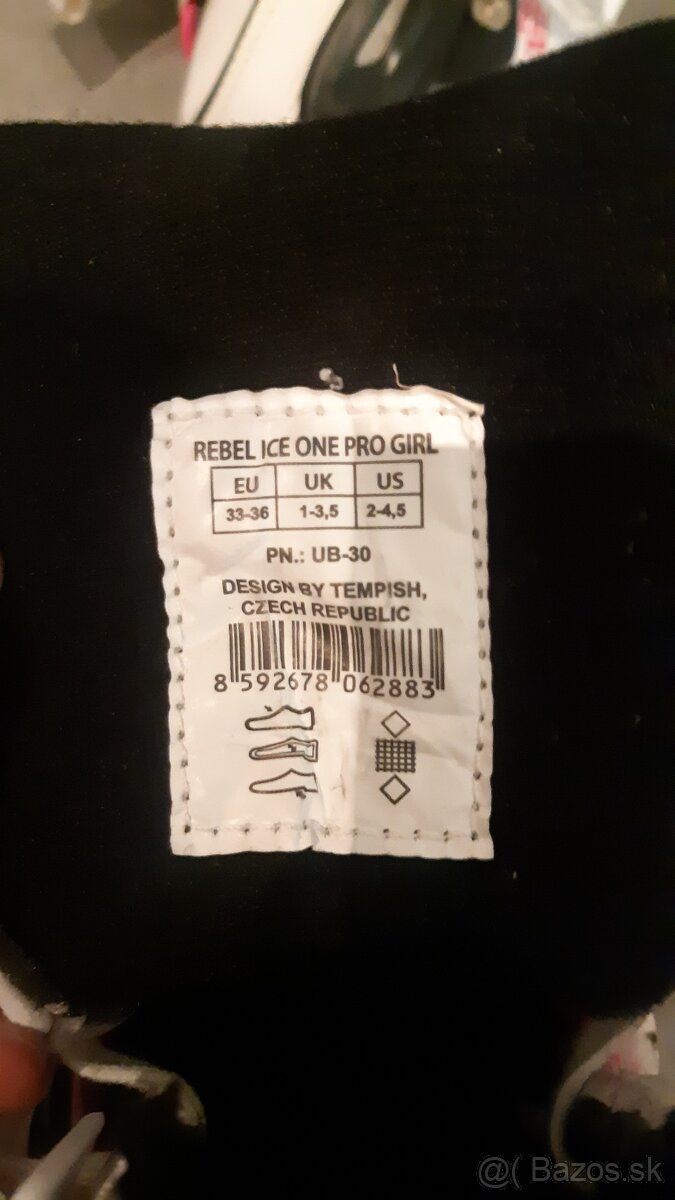 REBEL ICE ONE PRO GIRL
EU UK US
33-36 1-3,5 2-4,5
PN.: UB-30
DESIGN BY TEMPISH,
CZECH REPUBLIC
8 592678 062883
@( Bazos.sk